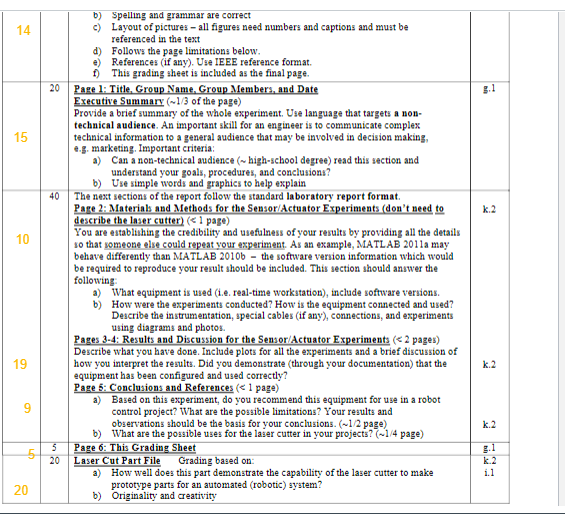 b) Spelling and grammar are correct
14 c) Layout of pictures – all figures need numbers and captions and must be
referenced in the text
d) Follows the page limitations below.
e) References (if any). Use IEEE reference format.
f) This grading sheet is included as the final page.
20 Page 1: Title, Group Name, Group Members, and Date g.1
Executive Summary (~1/3 of the page)
Provide a brief summary of the whole experiment. Use language that targets a non-
technical audience. An important skill for an engineer is to communicate complex
15 technical information to a general audience that may be involved in decision making,
e.g. marketing. Important criteria:
a) Can a non-technical audience (~ high-school degree) read this section and
understand your goals, procedures, and conclusions?
b) Use simple words and graphics to help explain
40 The next sections of the report follow the standard laboratory report format.
Page 2: Materials and Methods for the Sensor/Actuator Experiments (don't need to k.2
describe the laser cutter) (< 1 page)
You are establishing the credibility and usefulness of your results by providing all the details
10 so that someone else could repeat your experiment. As an example, MATLAB 2011a may
behave differently than MATLAB 2010b – the software version information which would
be required to reproduce your result should be included. This section should answer the
following:
a) What equipment is used (i.e. real-time workstation), include software versions.
b) How were the experiments conducted? How is the equipment connected and used?
Describe the instrumentation, special cables (if any), connections, and experiments
using diagrams and photos.
Pages 3-4: Results and Discussion for the Sensor/Actuator Experiments (< 2 pages)
Describe what you have done. Include plots for all the experiments and a brief discussion of
19 how you interpret the results. Did you demonstrate (through your documentation) that the k.2
equipment has been configured and used correctly?
Page 5: Conclusions and References (< 1 page)
a) Based on this experiment, do you recommend this equipment for use in a robot
9 control project? What are the possible limitations? Your results and
observations should be the basis for your conclusions. (~1/2 page) k.2
b) What are the possible uses for the laser cutter in your projects? (~1/4 page)
5 5 Page 6: This Grading Sheet g.1
20 Laser Cut Part File Grading based on: k.2
a) How well does this part demonstrate the capability of the laser cutter to make i.1
prototype parts for an automated (robotic) system?
20 b) Originality and creativity